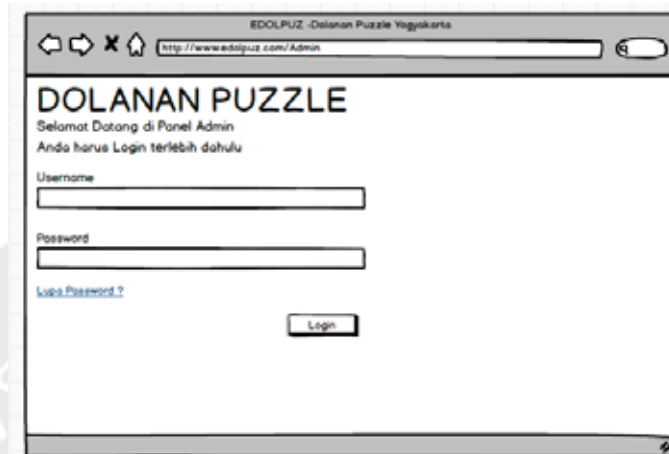 EDOLPUZ -Dolanan Puzzle Yogyakarta
http://www.edolpuz.com/Admin
DOLANAN PUZZLE
Selamat Datang di Panel Admin
Anda harus Login terlebih dahulu
Username
Password
Lupa Password ?
Login